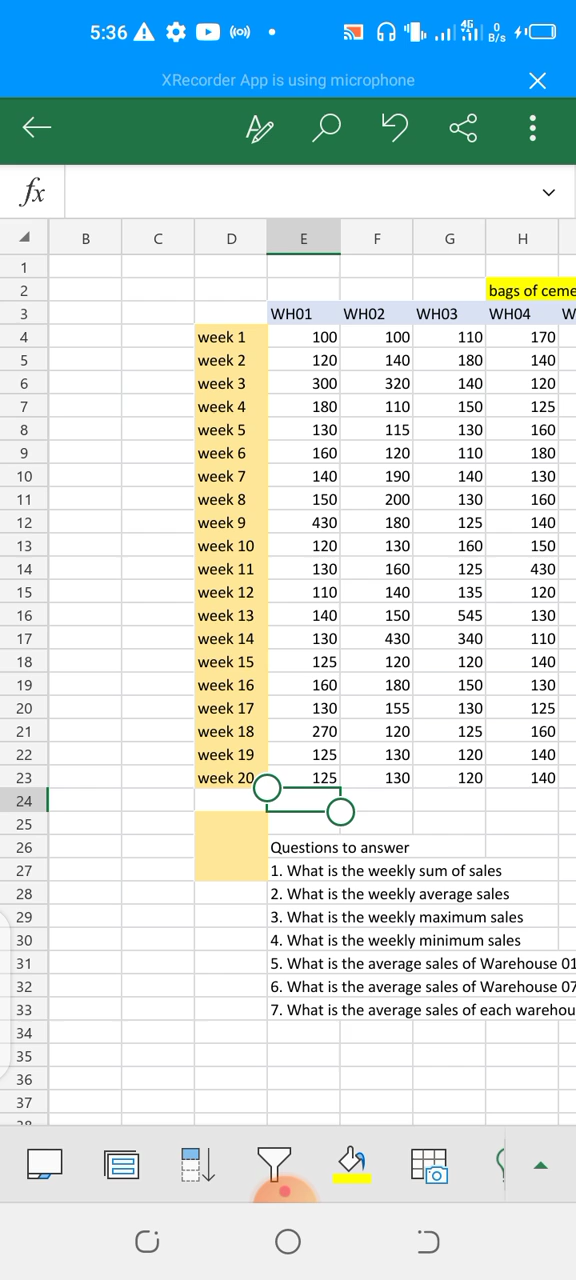 5:36 4G 0 B/s
XRecorder App is using microphone
fx
B C D E F G H
1
2 bags of ceme
3 WH01 WH02 WH03 WH04 W
4 week 1 100 100 110 170
5 week 2 120 140 180 140
6 week 3 300 320 140 120
7 week 4 180 110 150 125
8 week 5 130 115 130 160
9 week 6 160 120 110 180
10 week 7 140 190 140 130
11 week 8 150 200 130 160
12 week 9 430 180 125 140
13 week 10 120 130 160 150
14 week 11 130 160 125 430
15 week 12 110 140 135 120
16 week 13 140 150 545 130
17 week 14 130 430 340 110
18 week 15 125 120 120 140
19 week 16 160 180 150 130
20 week 17 130 155 130 125
21 week 18 270 120 125 160
22 week 19 125 130 120 140
23 week 20 125 130 120 140
24
25
26 Questions to answer
27 1. What is the weekly sum of sales
28 2. What is the weekly average sales
29 3. What is the weekly maximum sales
30 4. What is the weekly minimum sales
31 5. What is the average sales of Warehouse 01
32 6. What is the average sales of Warehouse 07
33 7. What is the average sales of each warehou
34
35
36
37
38